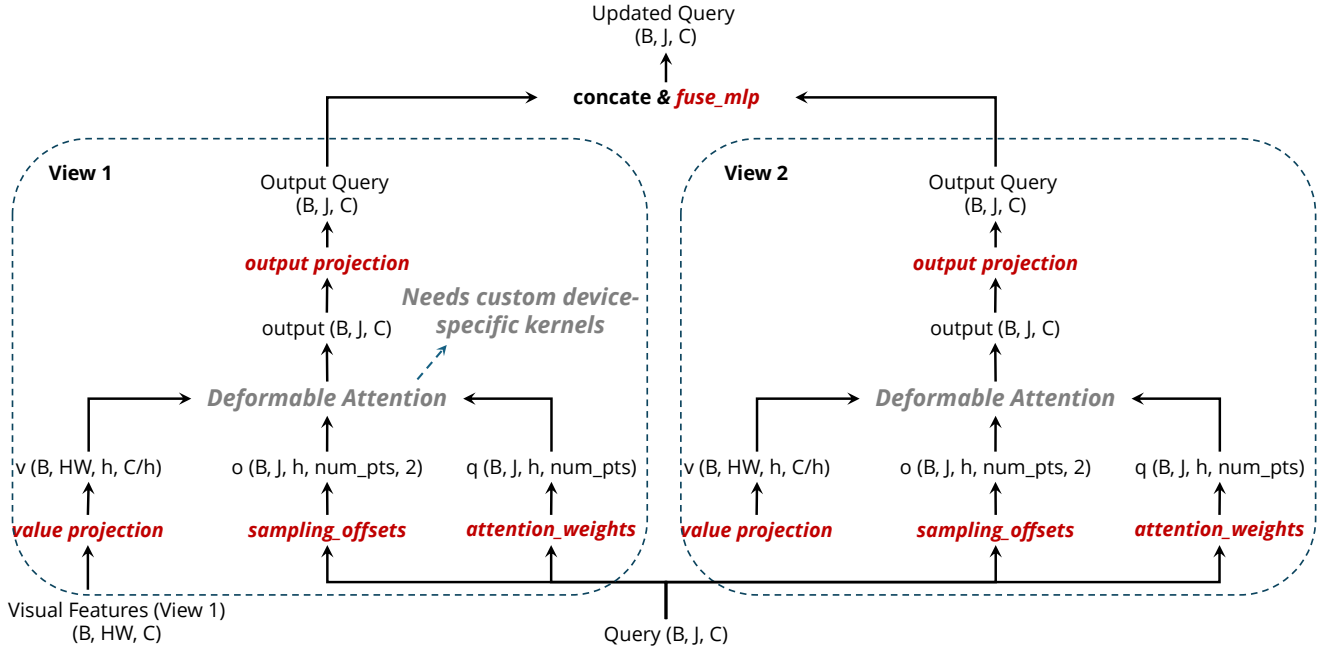 Updated Query
(B, J, C)
concate & fuse_mlp
View 1
Output Query
(B, J, C)
output projection
Needs custom device-
specific kernels
output (B, J, C)
Deformable Attention
v (B, HW, h, C/h)
o (B, J, h, num_pts, 2)
q (B, J, h, num_pts)
value projection
sampling_offsets
attention_weights
Visual Features (View 1)
(B, HW, C)
View 2
Output Query
(B, J, C)
output projection
output (B, J, C)
Deformable Attention
v (B, HW, h, C/h)
o (B, J, h, num_pts, 2)
q (B, J, h, num_pts)
value projection
sampling_offsets
attention_weights
Query (B, J, C)